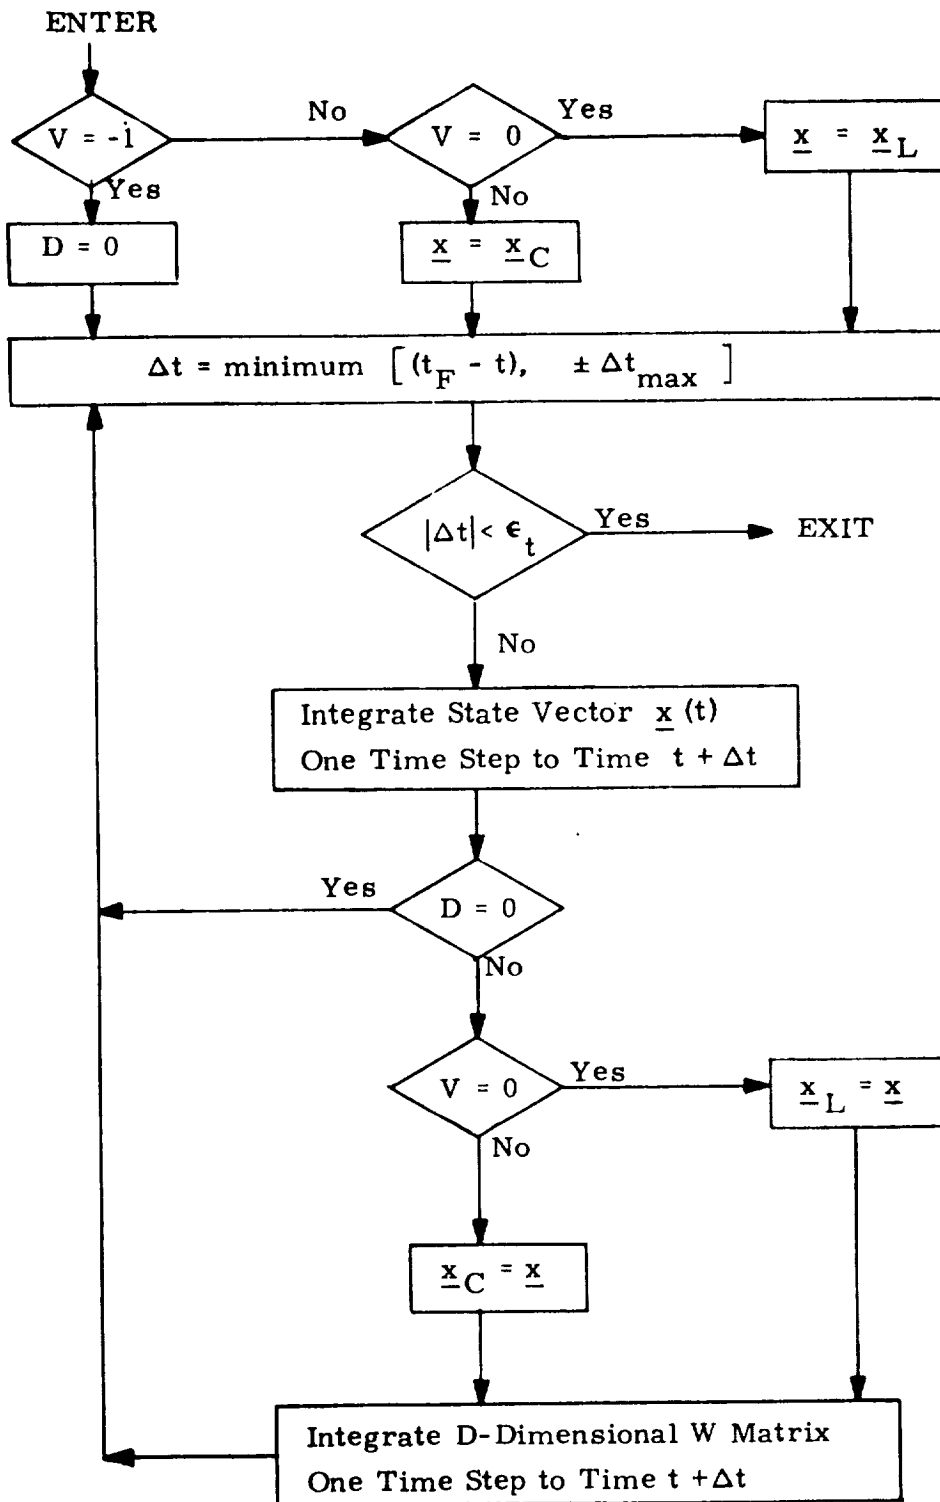 ENTER
V = -1
No
V = 0
Yes
x = x_L
Yes
No
D = 0
x = x_C
Δt = minimum [ (t_F - t), ± Δt_max ]
|Δt| < ϵ_t
Yes
EXIT
No
Integrate State Vector x (t)
One Time Step to Time t + Δt
Yes
D = 0
No
V = 0
Yes
x_L = x
No
x_C = x
Integrate D-Dimensional W Matrix
One Time Step to Time t + Δt